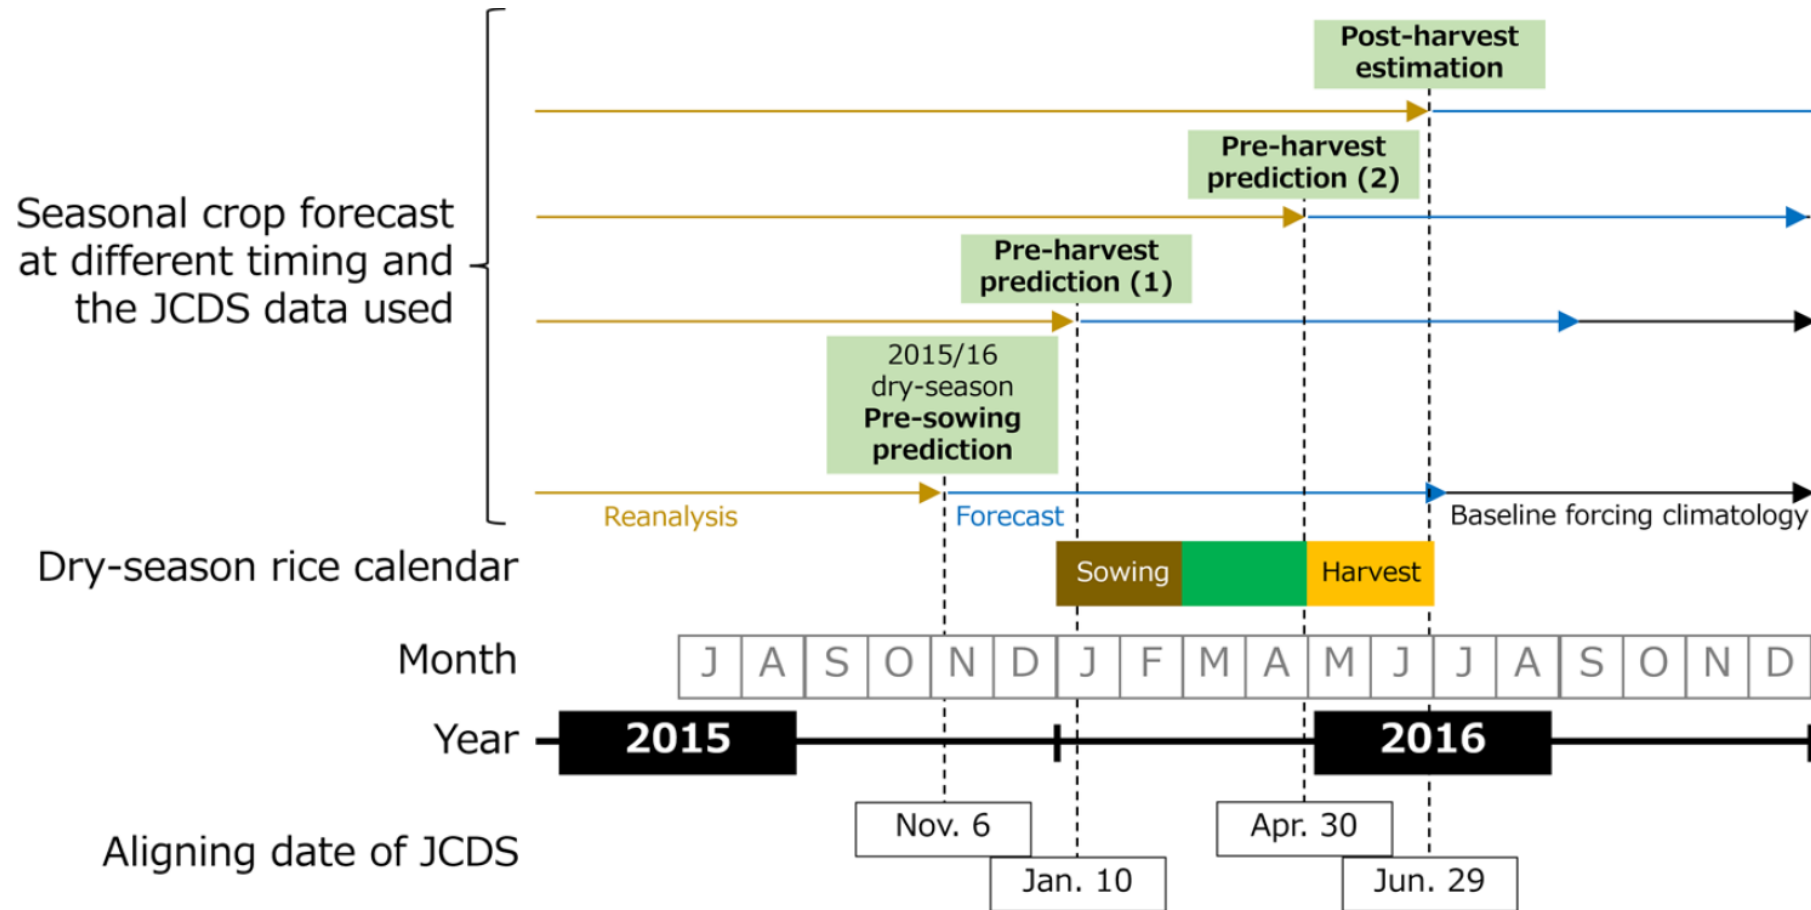 Post-harvest
estimation
Pre-harvest
prediction (2)
Seasonal crop forecast
at different timing and
the JCDS data used
Pre-harvest
prediction (1)
2015/16
dry-season
Pre-sowing
prediction
Reanalysis
Forecast
Baseline forcing climatology
Dry-season rice calendar
Sowing
Harvest
Month
J A S O N D J F M A M J J A S O N D
Year
2015
2016
Aligning date of JCDS
Nov. 6
Apr. 30
Jan. 10
Jun. 29